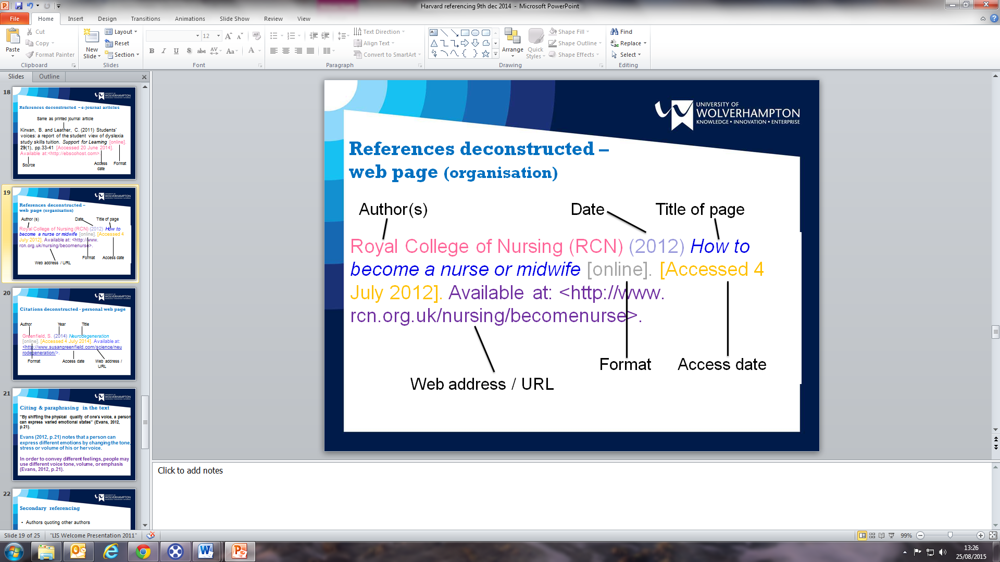 Harvard referencing 9th dec 2014 - Microsoft PowerPoint
File Home Insert Design Transitions Animations Slide Show Review View
Paste
Cut
Copy
Format Painter
Clipboard
New Slide
Layout
Reset
Section
Slides
12
Font
Text Direction
Align Text
Convert to SmartArt
Paragraph
Arrange
Quick Styles
Shape Fill
Shape Outline
Shape Effects
Drawing
Find
Replace
Select
Editing
Slides Outline
18
References deconstructed – e-journal articles
Same as printed journal article
Kirwan, B. and Leather, C. (2011) Students'
voices: a report of the student view of dyslexia
study skills tuition. Support for Learning [online].
29(1), pp.33-41 [Accessed 20 June 2014].
Available at:<http://ebscohost.com>.
Source
Access date
Format
19
References deconstructed –
web page (organisation)
Author (s) Date Title of page
Royal College of Nursing (RCN) (2012) How to
become a nurse or midwife [online]. [Accessed 4
July 2012]. Available at: <http://www.
rcn.org.uk/nursing/becomenurse>.
Format Access date
Web address / URL
20
Citations deconstructed - personal web page
Author Year Title
Greenfield, S. (2014) Neurodegeneration
[online]. [Accessed 4 July 2014]. Available at:
<http://www.susangreenfield.com/science/neu
rodegeneration/>.
Format Access date Web address /
URL
21
Citing & paraphrasing in the text
"By shifting the physical quality of one's voice, a person
can express varied emotional states" (Evans, 2012,
p.21).
Evans (2012, p.21) notes that a person can
express different emotions by changing the tone,
stress or volume of his or her voice.
In order to convey different feelings, people may
use different voice tone, volume, or emphasis
(Evans, 2012, p.21).
22
Secondary referencing
• Authors quoting other authors
UNIVERSITY OF
WOLVERHAMPTON
KNOWLEDGE • INNOVATION • ENTERPRISE
References deconstructed –
web page (organisation)
Author(s) Date Title of page
Royal College of Nursing (RCN) (2012) How to
become a nurse or midwife [online]. [Accessed 4
July 2012]. Available at: <http://www.
rcn.org.uk/nursing/becomenurse>.
Format Access date
Web address / URL
Click to add notes
Slide 19 of 25 "LIS Welcome Presentation 2011" 99%
13:26
25/08/2015